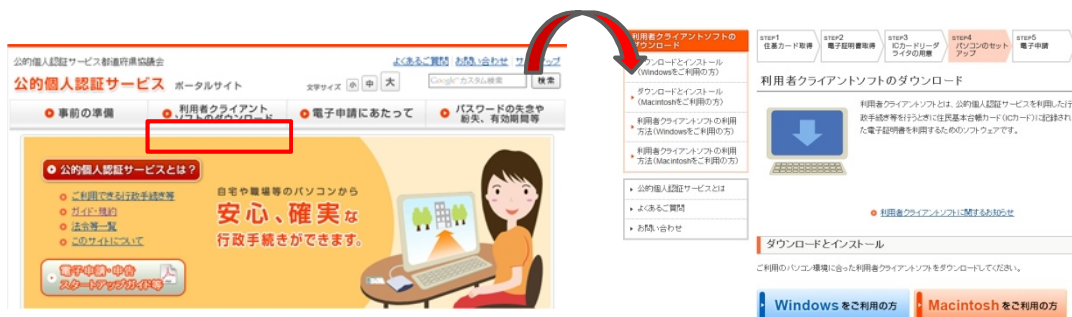 公的個人認証サービス都道府県協議会
よくあるご質問 お問い合わせ サイトマップ
公的個人認証サービス ポータルサイト
文字サイズ 小 中 大
Google カスタム検索 検索
事前の準備
利用者クライアント
ソフトのダウンロード
電子申請にあたって
パスワードの失念や
紛失、有効期間等
公的個人認証サービスとは?
ご利用できる行政手続き等
ガイド・規約
法令等一覧
このサイトについて
電子申請・申告
スタートアップガイド等
自宅や職場等のパソコンから
安心、確実な
行政手続きができます。
利用者クライアントソフトの
ダウンロード
ダウンロードとインストール
(Windowsをご利用の方)
ダウンロードとインストール
(Macintoshをご利用の方)
利用者クライアントソフトの利用
方法(Windowsをご利用の方)
利用者クライアントソフトの利用
方法(Macintoshをご利用の方)
公的個人認証サービスとは
よくあるご質問
お問い合わせ
STEP1
住基カード取得
STEP2
電子証明書取得
STEP3
ICカードリーダ
ライタの用意
STEP4
パソコンのセット
アップ
STEP5
電子申請
利用者クライアントソフトのダウンロード
利用者クライアントソフトとは、公的個人認証サービスを利用した行
政手続き等を行うときに住民基本台帳カード(ICカード)に記録され
た電子証明書を利用するためのソフトウェアです。
利用者クライアントソフトに関するお知らせ
ダウンロードとインストール
ご利用のパソコン環境に合った利用者クライアントソフトをダウンロードしてください。
Windows をご利用の方
Macintosh をご利用の方